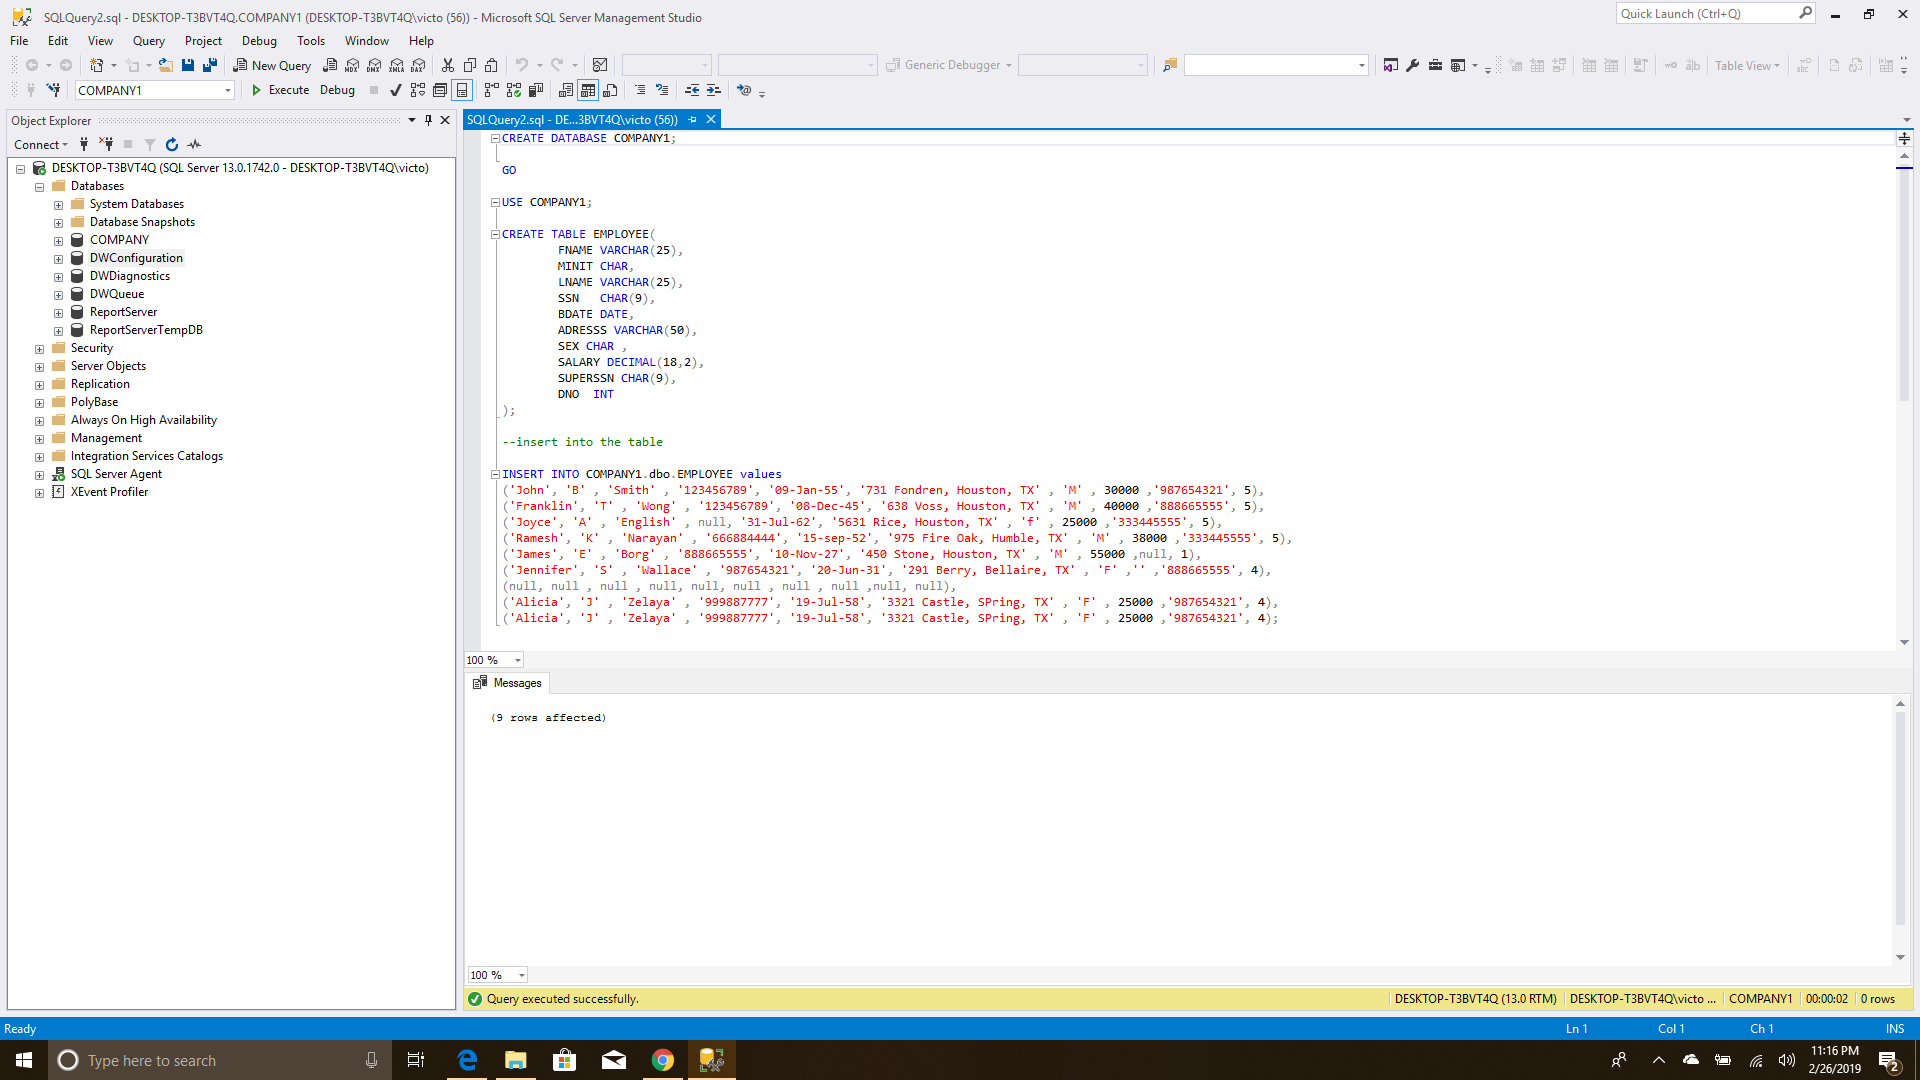 SQLQuery2.sql - DESKTOP-T3BVT4Q.COMPANY1 (DESKTOP-T3BVT4Q\victo (56)) - Microsoft SQL Server Management Studio
Quick Launch (Ctrl+Q)
File Edit View Query Project Debug Tools Window Help
New Query MDX DMX XMLA DAX Generic Debugger Table View
COMPANY1 Execute Debug
Object Explorer
Connect
DESKTOP-T3BVT4Q (SQL Server 13.0.1742.0 - DESKTOP-T3BVT4Q\victo)
Databases
System Databases
Database Snapshots
COMPANY
DWConfiguration
DWDiagnostics
DWQueue
ReportServer
ReportServerTempDB
Security
Server Objects
Replication
PolyBase
Always On High Availability
Management
Integration Services Catalogs
SQL Server Agent
XEvent Profiler
SQLQuery2.sql - DE...3BVT4Q\victo (56))
CREATE DATABASE COMPANY1;
GO
USE COMPANY1;
CREATE TABLE EMPLOYEE(
FNAME VARCHAR(25),
MINIT CHAR,
LNAME VARCHAR(25),
SSN   CHAR(9),
BDATE DATE,
ADRESSS VARCHAR(50),
SEX CHAR ,
SALARY DECIMAL(18,2),
SUPERSSN CHAR(9),
DNO  INT
);
--insert into the table
INSERT INTO COMPANY1.dbo.EMPLOYEE values
('John', 'B' , 'Smith' , '123456789', '09-Jan-55', '731 Fondren, Houston, TX' , 'M' , 30000 ,'987654321', 5),
('Franklin', 'T' , 'Wong' , '123456789', '08-Dec-45', '638 Voss, Houston, TX' , 'M' , 40000 ,'888665555', 5),
('Joyce', 'A' , 'English' , null, '31-Jul-62', '5631 Rice, Houston, TX' , 'f' , 25000 ,'333445555', 5),
('Ramesh', 'K' , 'Narayan' , '666884444', '15-sep-52', '975 Fire Oak, Humble, TX' , 'M' , 38000 ,'333445555', 5),
('James', 'E' , 'Borg' , '888665555', '10-Nov-27', '450 Stone, Houston, TX' , 'M' , 55000 ,null, 1),
('Jennifer', 'S' , 'Wallace' , '987654321', '20-Jun-31', '291 Berry, Bellaire, TX' , 'F' ,'' ,'888665555', 4),
(null, null , null , null, null, null , null , null ,null, null),
('Alicia', 'J' , 'Zelaya' , '999887777', '19-Jul-58', '3321 Castle, SPring, TX' , 'F' , 25000 ,'987654321', 4),
('Alicia', 'J' , 'Zelaya' , '999887777', '19-Jul-58', '3321 Castle, SPring, TX' , 'F' , 25000 ,'987654321', 4);
100 %
Messages
(9 rows affected)
100 %
Query executed successfully. DESKTOP-T3BVT4Q (13.0 RTM) DESKTOP-T3BVT4Q\victo ... COMPANY1 00:00:02 0 rows
Ready Ln 1 Col 1 Ch 1 INS
Type here to search
11:16 PM
2/26/2019
2